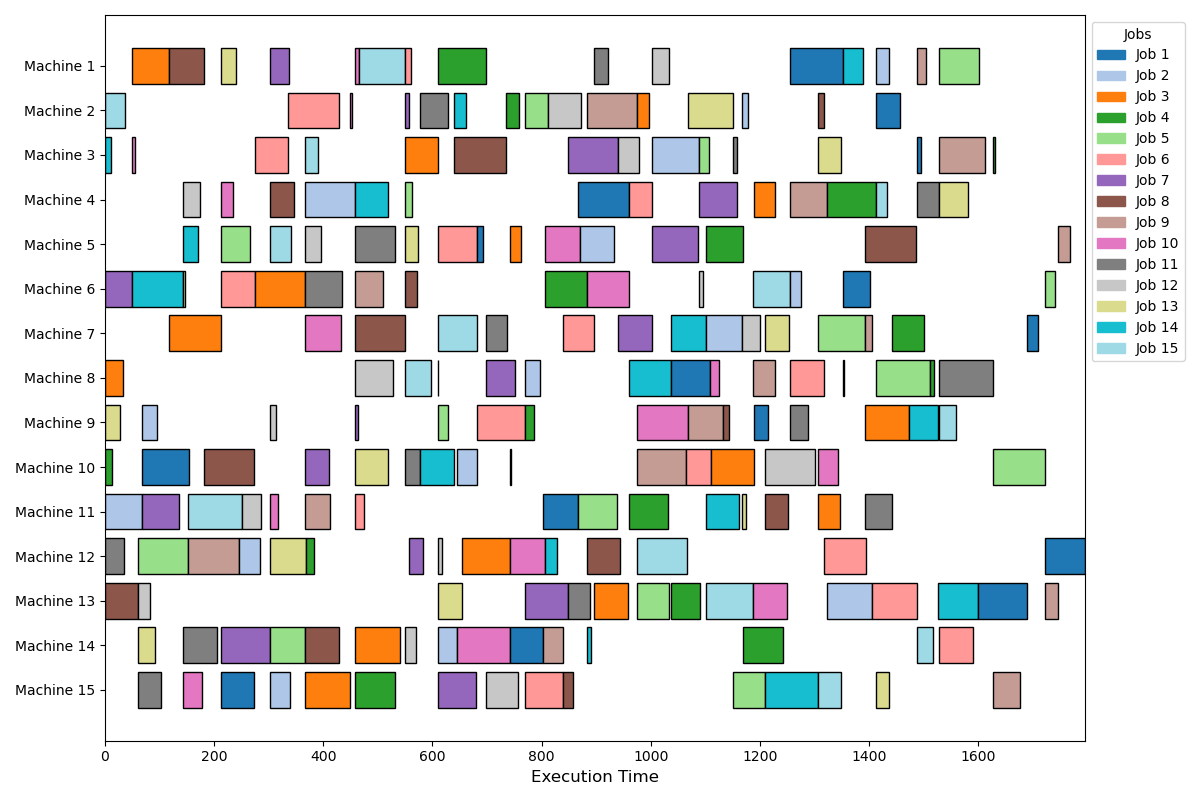 Machine 1
Machine 2
Machine 3
Machine 4
Machine 5
Machine 6
Machine 7
Machine 8
Machine 9
Machine 10
Machine 11
Machine 12
Machine 13
Machine 14
Machine 15
0 200 400 600 800 1000 1200 1400 1600
Execution Time
Jobs
Job 1
Job 2
Job 3
Job 4
Job 5
Job 6
Job 7
Job 8
Job 9
Job 10
Job 11
Job 12
Job 13
Job 14
Job 15